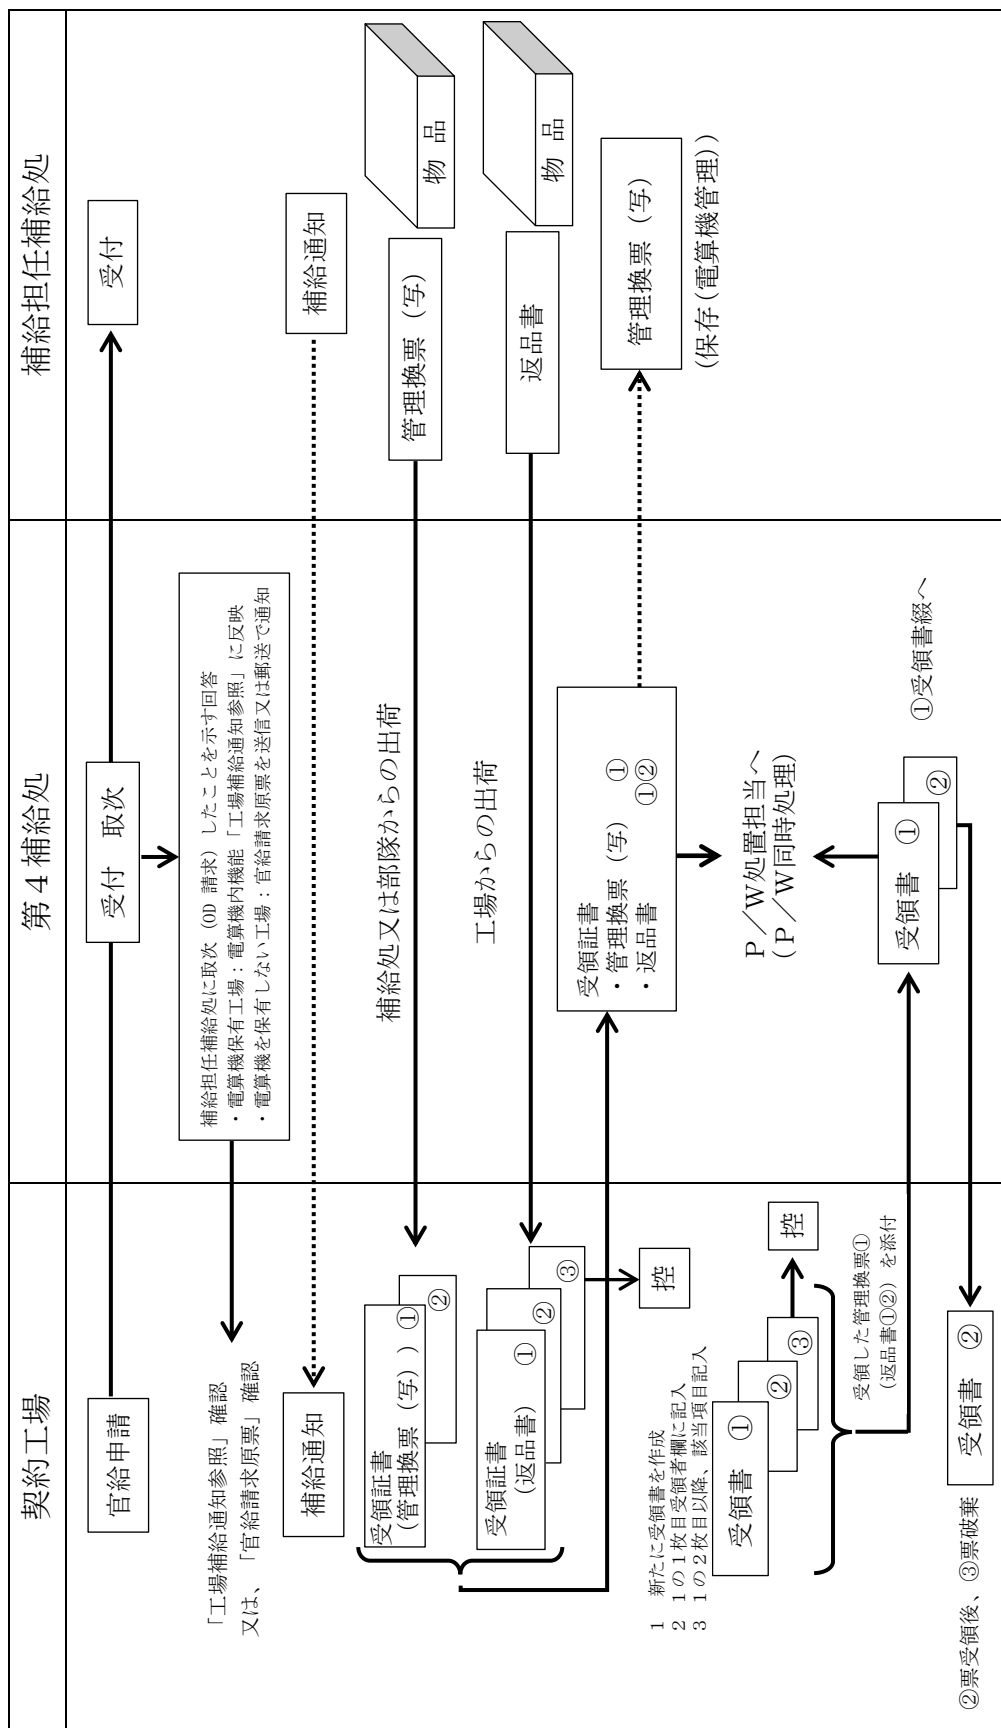 契約工場
第４補給処
補給担任補給処
官給申請
受付　取次
受付
補給担任補給処に取次（OD 請求）したことを示す回答
・電算機保有工場：電算機内機能「工場補給通知参照」に反映
・電算機を保有しない工場：官給請求原票を送信又は郵送で通知
「工場補給通知参照」確認
又は、「官給請求原票」確認
補給通知
補給通知
受領証書
（管理換票（写））①
②
補給処又は部隊からの出荷
管理換票（写）
物品
受領証書
（返品書）　①
②
③
控
工場からの出荷
返品書
物品
受領証書
・管理換票（写）　①
・返品書　①②
管理換票（写）
（保存（電算機管理））
１　新たに受領書を作成
２　１の１枚目受領者欄に記入
３　１の２枚目以降、該当項目記入
Ｐ／Ｗ処置担当へ
（Ｐ／Ｗ同時処理）
受領書　①
②
③
控
受領した管理換票①
（返品書①②）を添付
受領書　①
②
①受領書綴へ
受領書　②
②票受領後、③票破棄